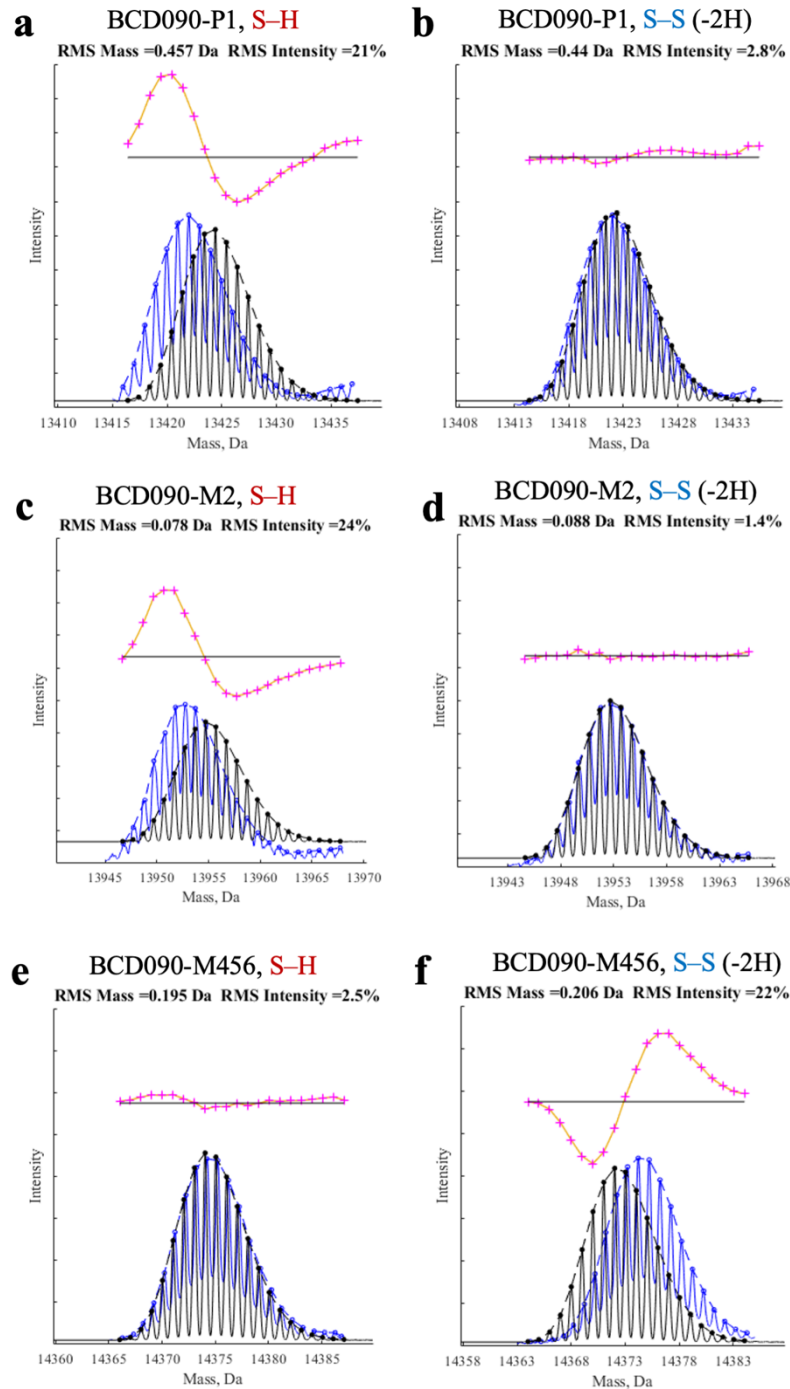 a BCD090-P1, S–H
RMS Mass =0.457 Da RMS Intensity =21%
Intensity
13410 13415 13420 13425 13430 13435
Mass, Da
b BCD090-P1, S–S (-2H)
RMS Mass =0.44 Da RMS Intensity =2.8%
Intensity
13408 13413 13418 13423 13428 13433
Mass, Da
c BCD090-M2, S–H
RMS Mass =0.078 Da RMS Intensity =24%
Intensity
13945 13950 13955 13960 13965 13970
Mass, Da
d BCD090-M2, S–S (-2H)
RMS Mass =0.088 Da RMS Intensity =1.4%
Intensity
13943 13948 13953 13958 13963 13968
Mass, Da
e BCD090-M456, S–H
RMS Mass =0.195 Da RMS Intensity =2.5%
Intensity
14360 14365 14370 14375 14380 14385
Mass, Da
f BCD090-M456, S–S (-2H)
RMS Mass =0.206 Da RMS Intensity =22%
Intensity
14358 14363 14368 14373 14378 14383
Mass, Da